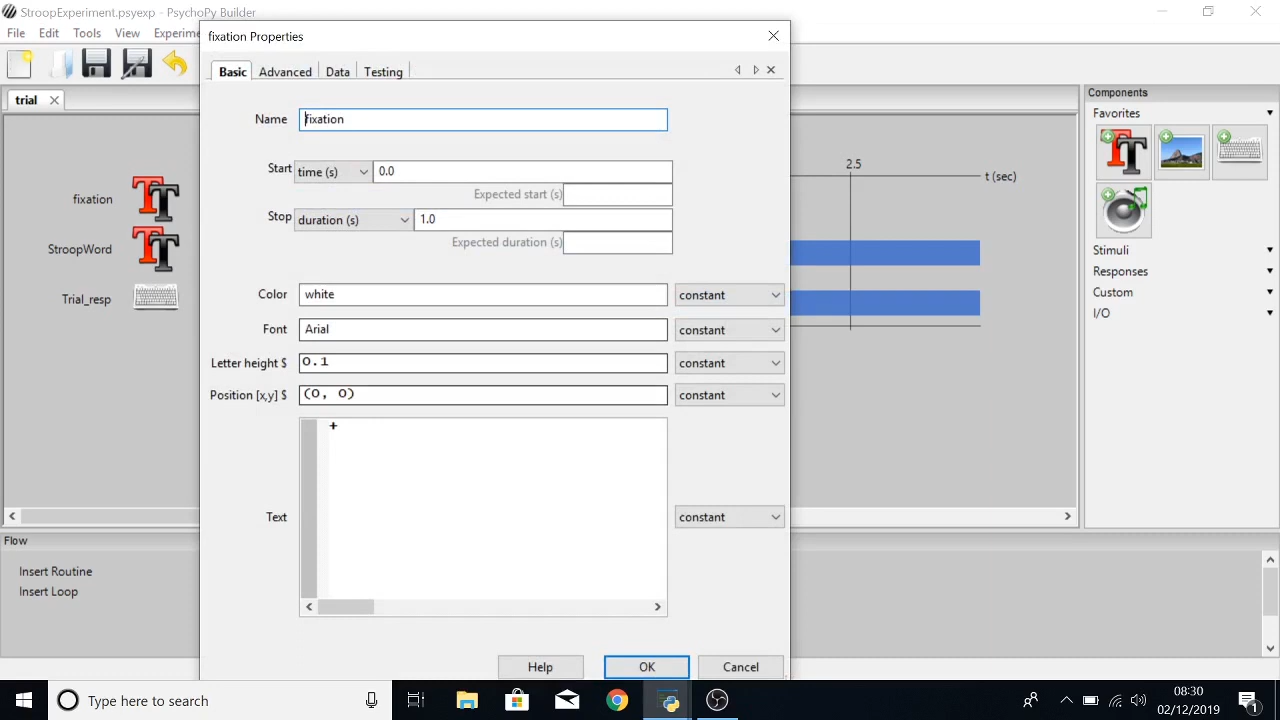 StroopExperiment.psyexp - PsychoPy Builder
File Edit Tools View Experime
fixation Properties
Basic Advanced Data Testing
trial
Name fixation
Start time (s) 0.0
Expected start (s)
Stop duration (s) 1.0
Expected duration (s)
Color white constant
Font Arial constant
Letter height $ 0.1 constant
Position [x,y] $ (0, 0) constant
+
Text constant
Help OK Cancel
fixation
StroopWord
Trial_resp
2.5
t (sec)
Components
Favorites
Stimuli
Responses
Custom
I/O
Flow
Insert Routine
Insert Loop
Type here to search
08:30
02/12/2019
1